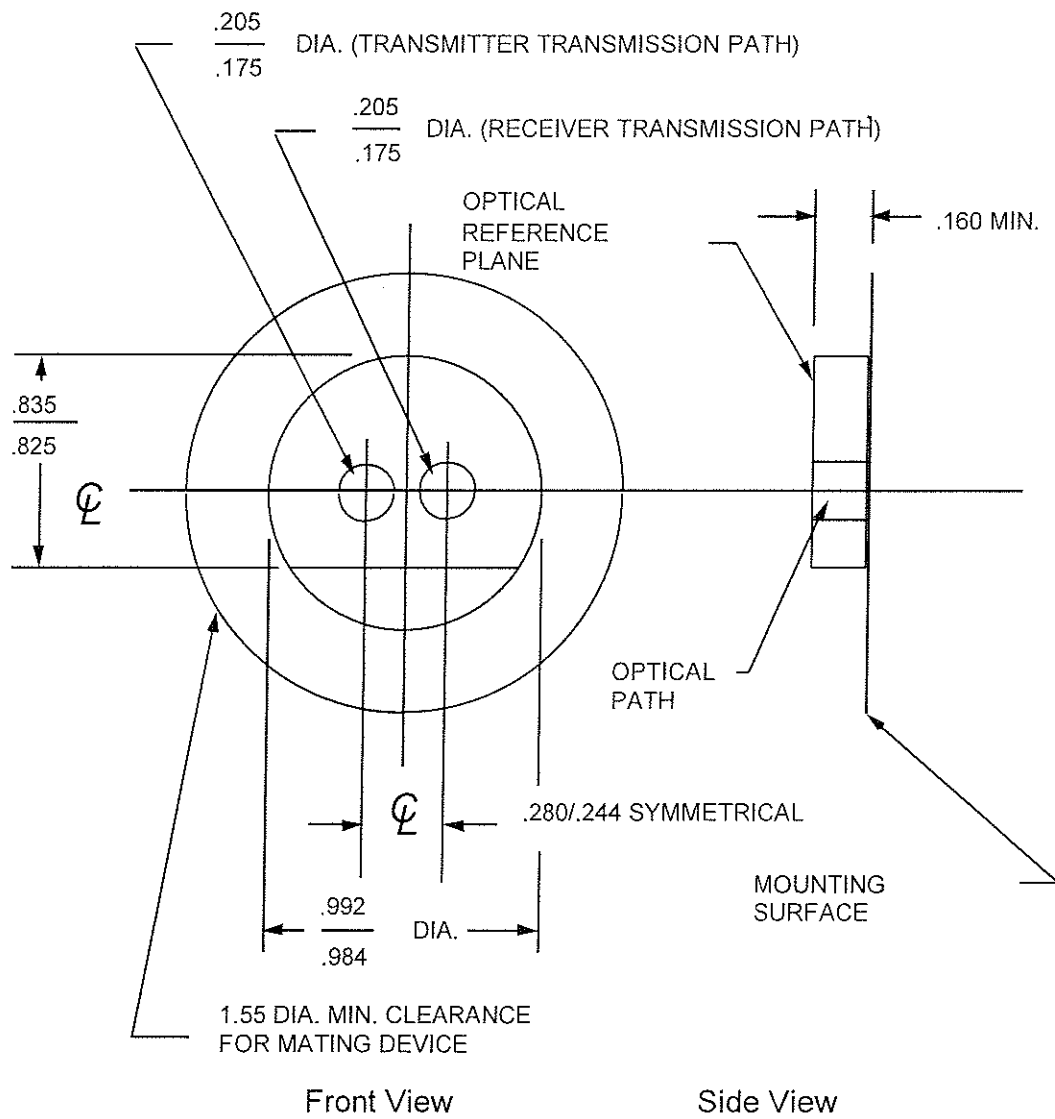 .205
.175
DIA. (TRANSMITTER TRANSMISSION PATH)
.205
.175
DIA. (RECEIVER TRANSMISSION PATH)
OPTICAL
REFERENCE
PLANE
.160 MIN.
.835
.825
℄
OPTICAL
PATH
℄
.280/.244 SYMMETRICAL
MOUNTING
SURFACE
.992
.984
DIA.
1.55 DIA. MIN. CLEARANCE
FOR MATING DEVICE
Front View
Side View